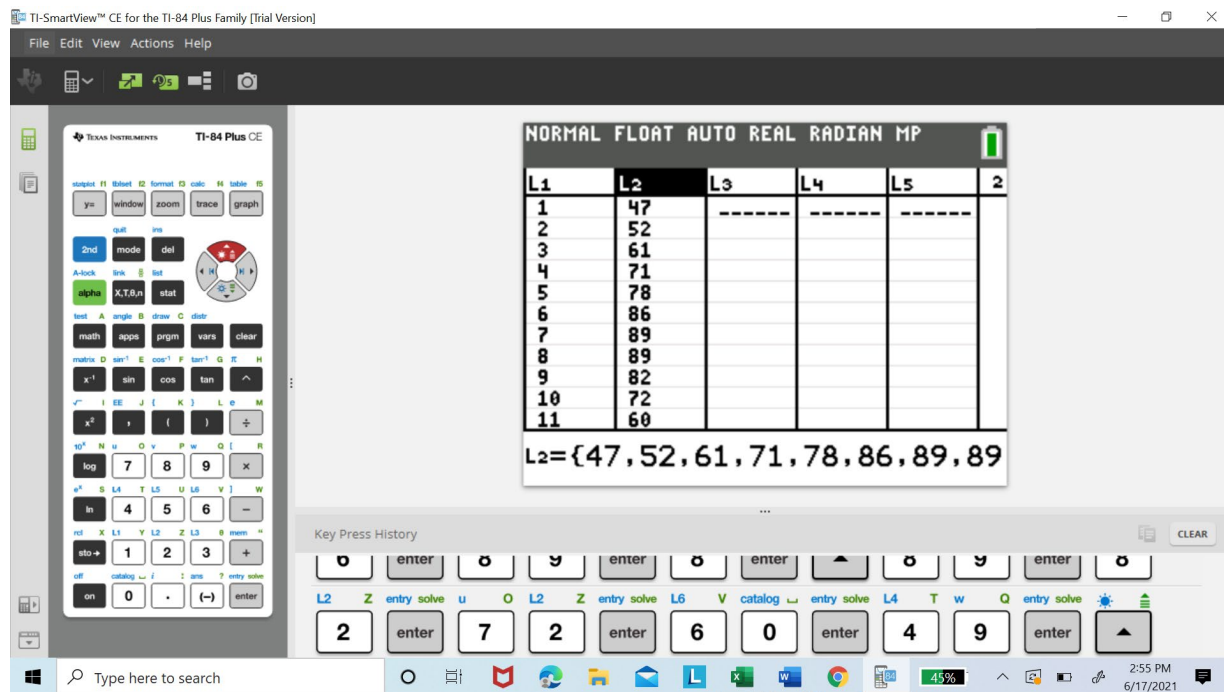 TI-SmartView™ CE for the TI-84 Plus Family [Trial Version]
File Edit View Actions Help
TEXAS INSTRUMENTS TI-84 Plus CE
statplot f1 tblset f2 format f3 calc f4 table f5
y= window zoom trace graph
quit ins
2nd mode del
A-lock link list
alpha X,T,θ,n stat
test A angle B draw C distr
math apps prgm vars clear
matrix D sin⁻¹ E cos⁻¹ F tan⁻¹ G π H
x⁻¹ sin cos tan ^
√ I EE J { K } L e M
x² , ( ) ÷
10ˣ N u O v P w Q [ R
log 7 8 9 ×
eˣ S L4 T L5 U L6 V ] W
ln 4 5 6 −
rcl X L1 Y L2 Z L3 θ mem "
sto→ 1 2 3 +
off catalog i : ans ? entry solve
on 0 . (−) enter
NORMAL FLOAT AUTO REAL RADIAN MP
L1 L2 L3 L4 L5 2
1 47 ------ ------ ------
2 52
3 61
4 71
5 78
6 86
7 89
8 89
9 82
10 72
11 60
L2={47,52,61,71,78,86,89,89
Key Press History CLEAR
6 enter 8 9 enter 8 enter 8 9 enter 8
L2 Z entry solve u O L2 Z entry solve L6 V catalog entry solve L4 T w Q entry solve
2 enter 7 2 enter 6 0 enter 4 9 enter
Type here to search
L
84
45%
2:55 PM
6/17/2021